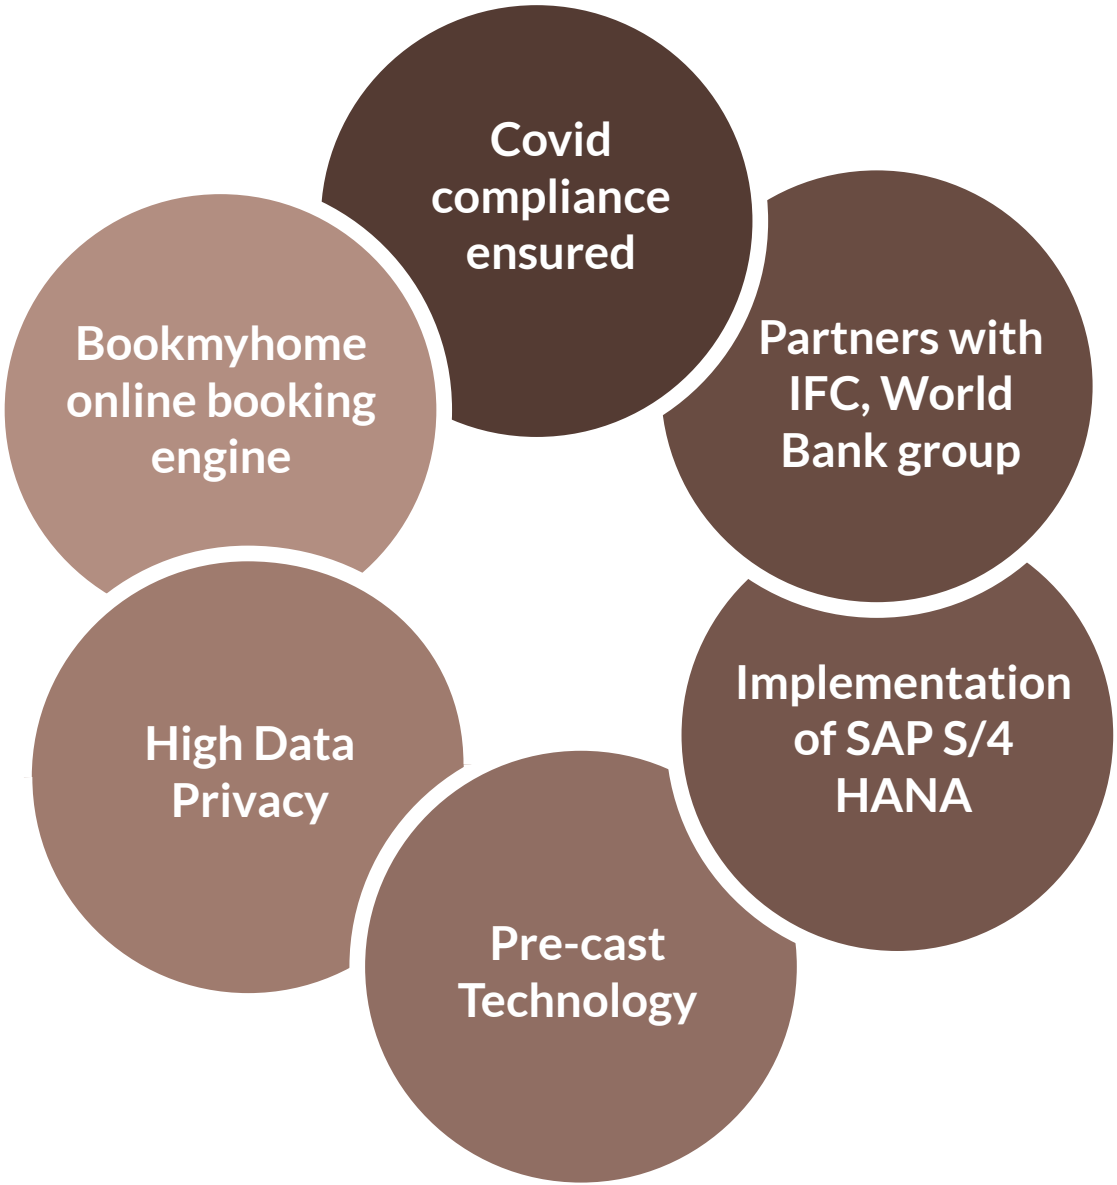 Covid
compliance
ensured
Partners with
IFC, World
Bank group
Implementation
of SAP S/4
HANA
Pre-cast
Technology
High Data
Privacy
Bookmyhome
online booking
engine